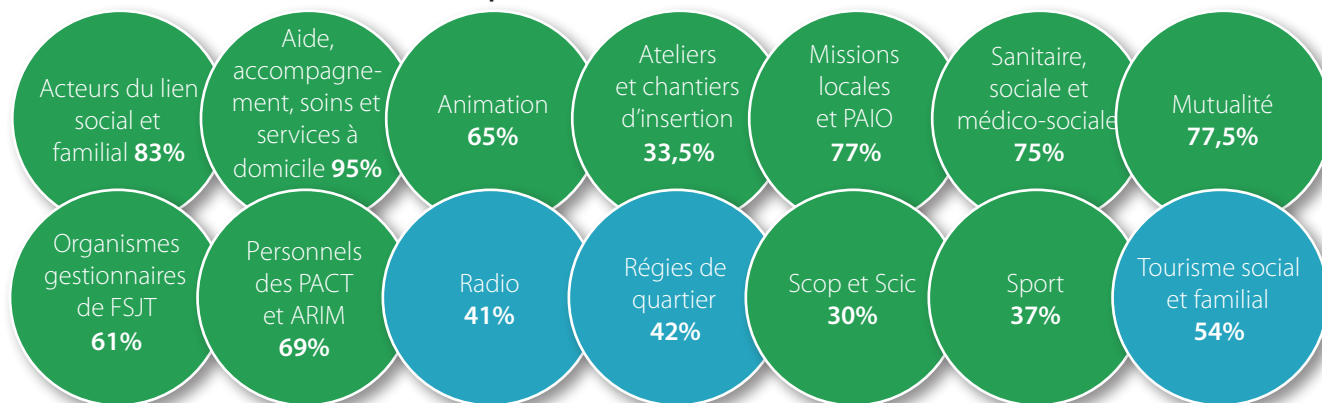 Acteurs du lien
social et
familial 83%
Aide,
accompagne-
ment, soins et
services à
domicile 95%
Animation
65%
Ateliers
et chantiers
d’insertion
33,5%
Missions
locales
et PAIO
77%
Sanitaire,
sociale et
médico-sociale
75%
Mutualité
77,5%
Organismes
gestionnaires
de FSJT
61%
Personnels
des PACT
et ARIM
69%
Radio
41%
Régies de
quartier
42%
Scop et Scic
30%
Sport
37%
Tourisme social
et familial
54%